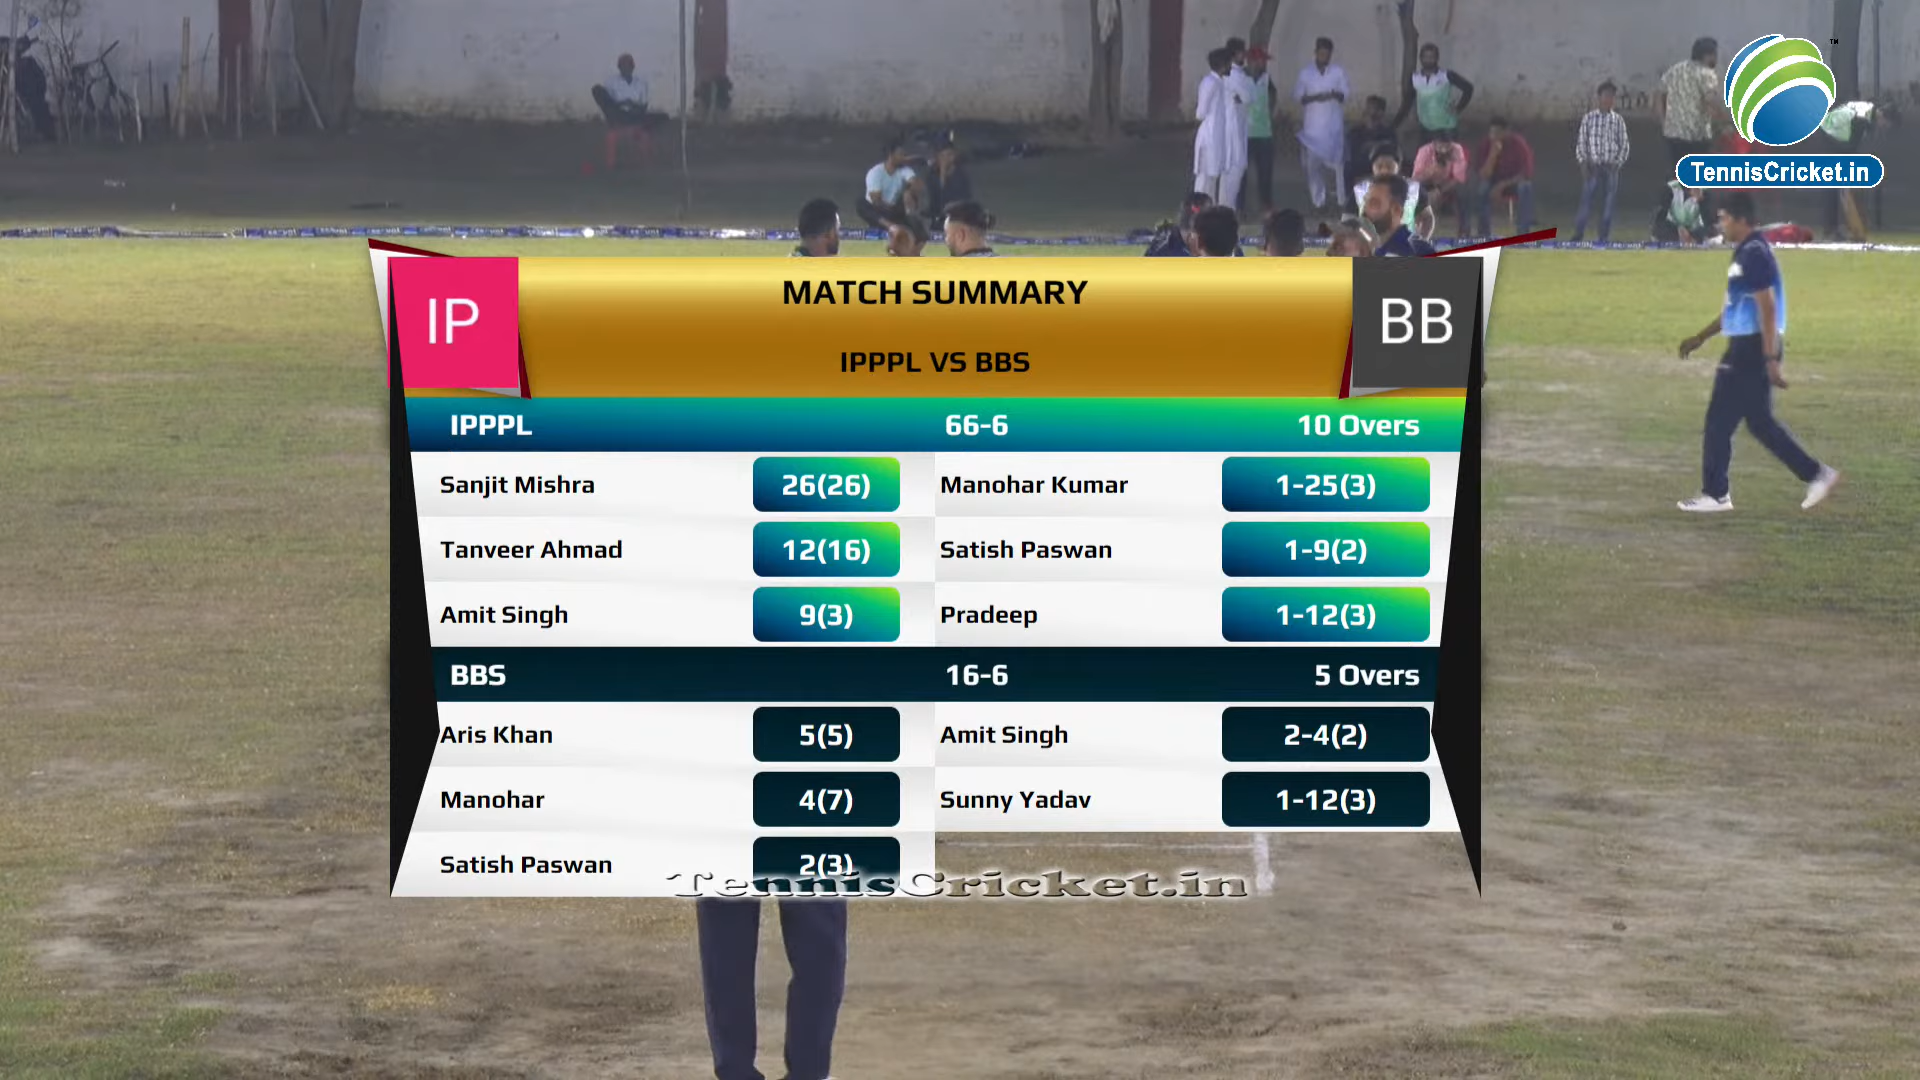 TM
TennisCricket.in
IP
MATCH SUMMARY
BB
IPPPL VS BBS
IPPPL 66-6 10 Overs
Sanjit Mishra 26(26) Manohar Kumar 1-25(3)
Tanveer Ahmad 12(16) Satish Paswan 1-9(2)
Amit Singh 9(3) Pradeep 1-12(3)
BBS 16-6 5 Overs
Aris Khan 5(5) Amit Singh 2-4(2)
Manohar 4(7) Sunny Yadav 1-12(3)
Satish Paswan 2(3)
TennisCricket.in